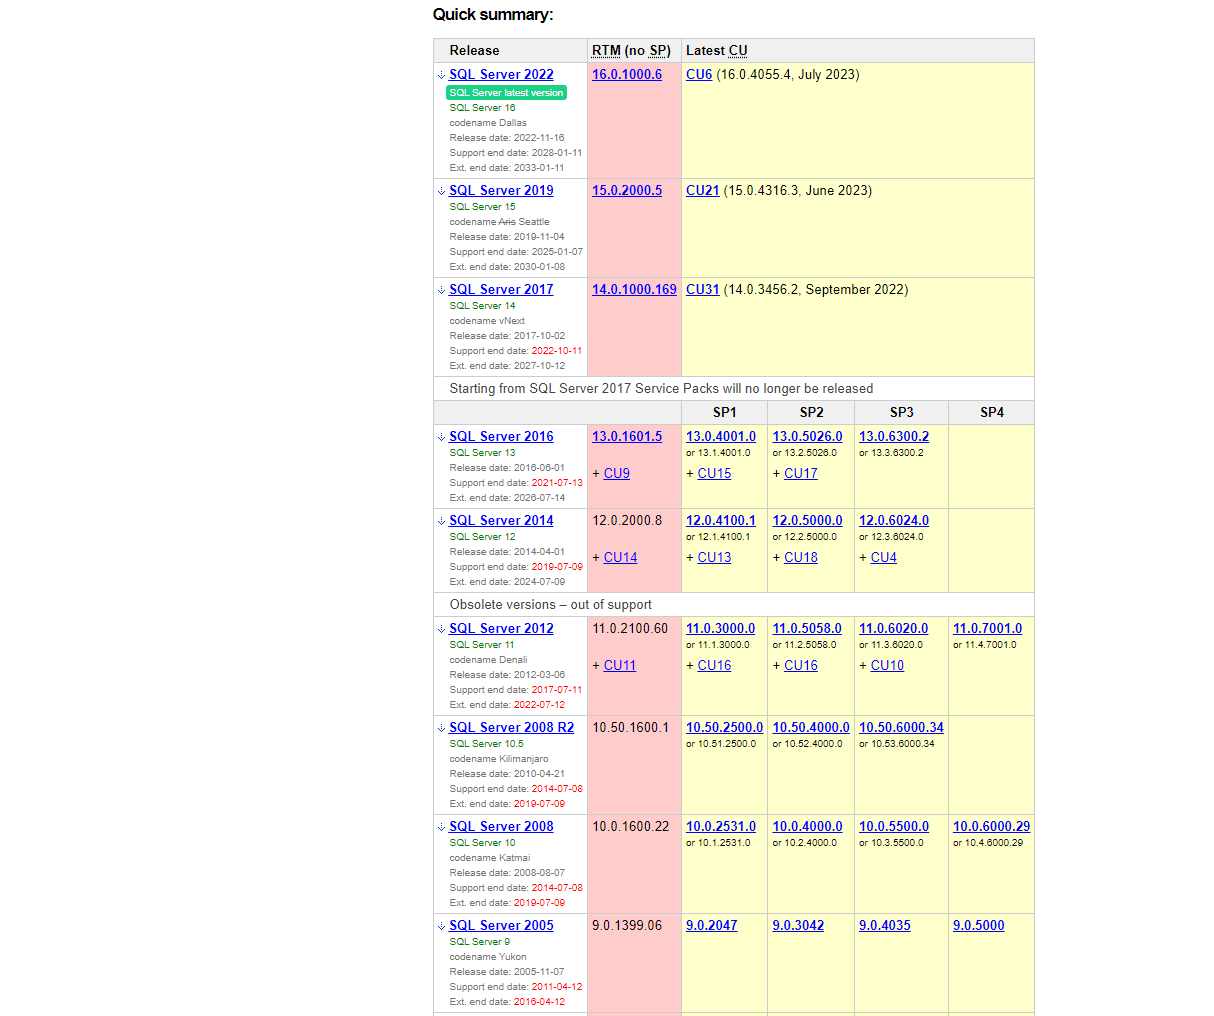 Quick summary:
Release RTM (no SP) Latest CU
SQL Server 2022 16.0.1000.6 CU6 (16.0.4055.4, July 2023)
SQL Server latest version
SQL Server 16
codename Dallas
Release date: 2022-11-16
Support end date: 2028-01-11
Ext. end date: 2033-01-11
SQL Server 2019 15.0.2000.5 CU21 (15.0.4316.3, June 2023)
SQL Server 15
codename Aris Seattle
Release date: 2019-11-04
Support end date: 2025-01-07
Ext. end date: 2030-01-08
SQL Server 2017 14.0.1000.169 CU31 (14.0.3456.2, September 2022)
SQL Server 14
codename vNext
Release date: 2017-10-02
Support end date: 2022-10-11
Ext. end date: 2027-10-12
Starting from SQL Server 2017 Service Packs will no longer be released
SP1 SP2 SP3 SP4
SQL Server 2016 13.0.1601.5 13.0.4001.0 13.0.5026.0 13.0.6300.2
SQL Server 13 or 13.1.4001.0 or 13.2.5026.0 or 13.3.6300.2
Release date: 2016-06-01 + CU9 + CU15 + CU17
Support end date: 2021-07-13
Ext. end date: 2026-07-14
SQL Server 2014 12.0.2000.8 12.0.4100.1 12.0.5000.0 12.0.6024.0
SQL Server 12 or 12.1.4100.1 or 12.2.5000.0 or 12.3.6024.0
Release date: 2014-04-01 + CU14 + CU13 + CU18 + CU4
Support end date: 2019-07-09
Ext. end date: 2024-07-09
Obsolete versions – out of support
SQL Server 2012 11.0.2100.60 11.0.3000.0 11.0.5058.0 11.0.6020.0 11.0.7001.0
SQL Server 11 or 11.1.3000.0 or 11.2.5058.0 or 11.3.6020.0 or 11.4.7001.0
codename Denali + CU11 + CU16 + CU16 + CU10
Release date: 2012-03-06
Support end date: 2017-07-11
Ext. end date: 2022-07-12
SQL Server 2008 R2 10.50.1600.1 10.50.2500.0 10.50.4000.0 10.50.6000.34
SQL Server 10.5 or 10.51.2500.0 or 10.52.4000.0 or 10.53.6000.34
codename Kilimanjaro
Release date: 2010-04-21
Support end date: 2014-07-08
Ext. end date: 2019-07-09
SQL Server 2008 10.0.1600.22 10.0.2531.0 10.0.4000.0 10.0.5500.0 10.0.6000.29
SQL Server 10 or 10.1.2531.0 or 10.2.4000.0 or 10.3.5500.0 or 10.4.6000.29
codename Katmai
Release date: 2008-08-07
Support end date: 2014-07-08
Ext. end date: 2019-07-09
SQL Server 2005 9.0.1399.06 9.0.2047 9.0.3042 9.0.4035 9.0.5000
SQL Server 9
codename Yukon
Release date: 2005-11-07
Support end date: 2011-04-12
Ext. end date: 2016-04-12